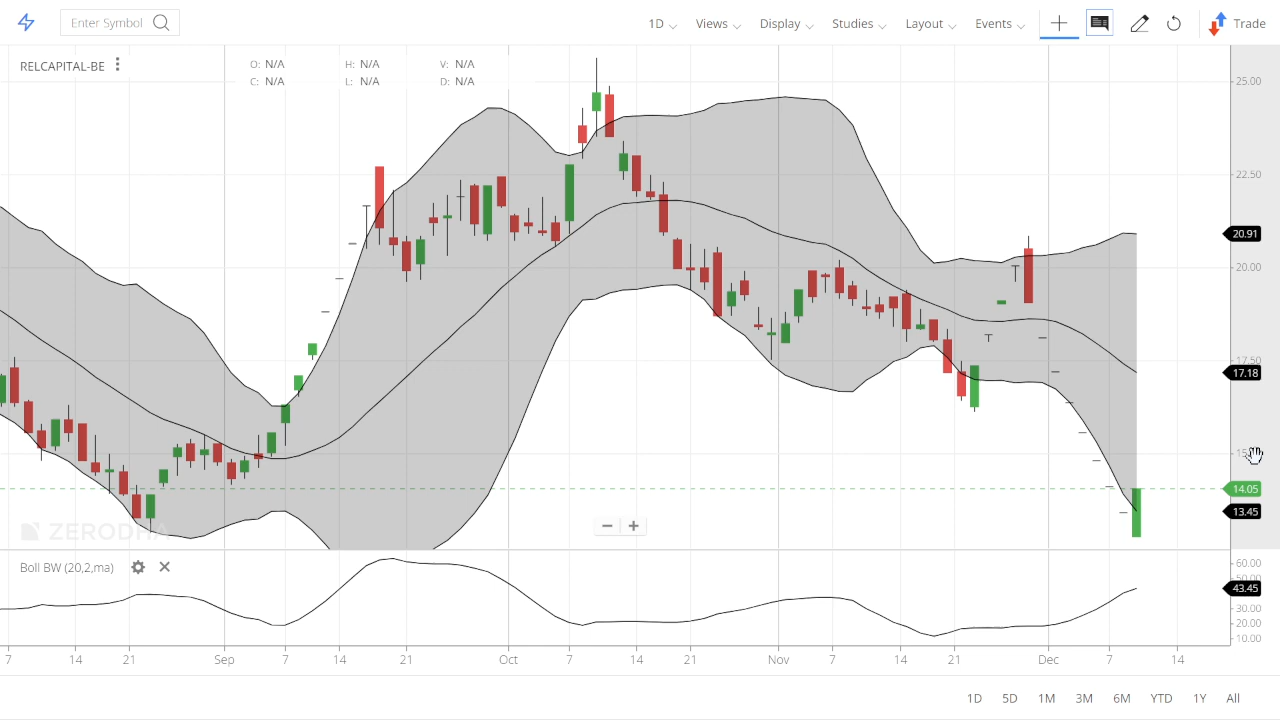 Enter Symbol 1D Views Display Studies Layout Events Trade
RELCAPITAL-BE O: N/A H: N/A V: N/A
C: N/A L: N/A D: N/A
25.00
22.50
20.91
20.00
17.50
17.18
14.05
13.45
ZERODHA
Boll BW (20,2,ma)
60.00
43.45
30.00
20.00
10.00
7 14 21 Sep 7 14 21 Oct 7 14 21 Nov 7 14 21 Dec 7 14
1D 5D 1M 3M 6M YTD 1Y All